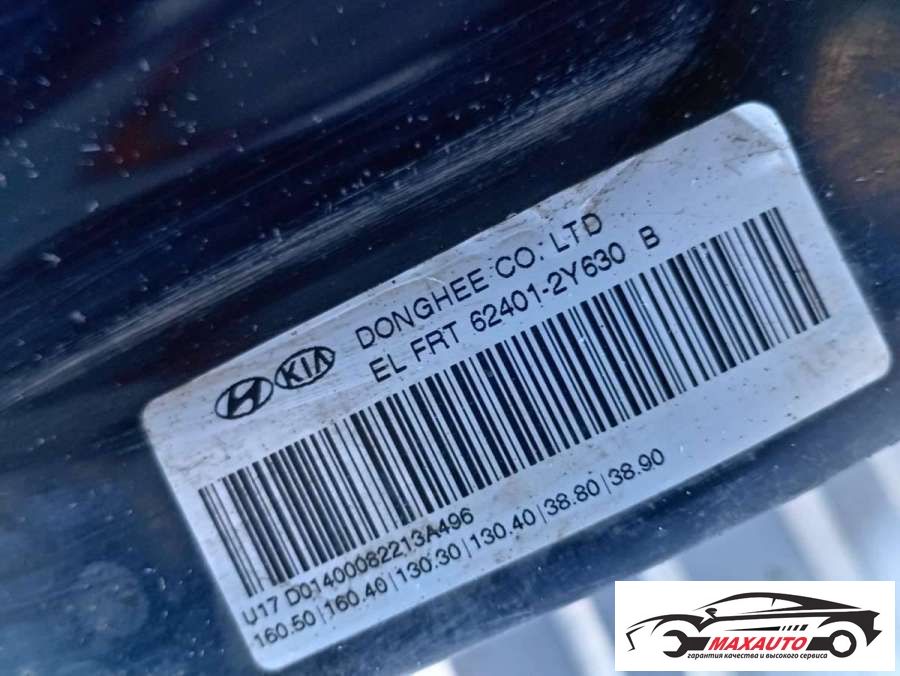 KIA
DONGHEE CO. LTD
EL FRT 62401-2Y630 B
U17 D01400082213A496
160.50|160.40|130.30|130.40|38.80|38.90
MAXAUTO
гарантия качества и высокого сервиса